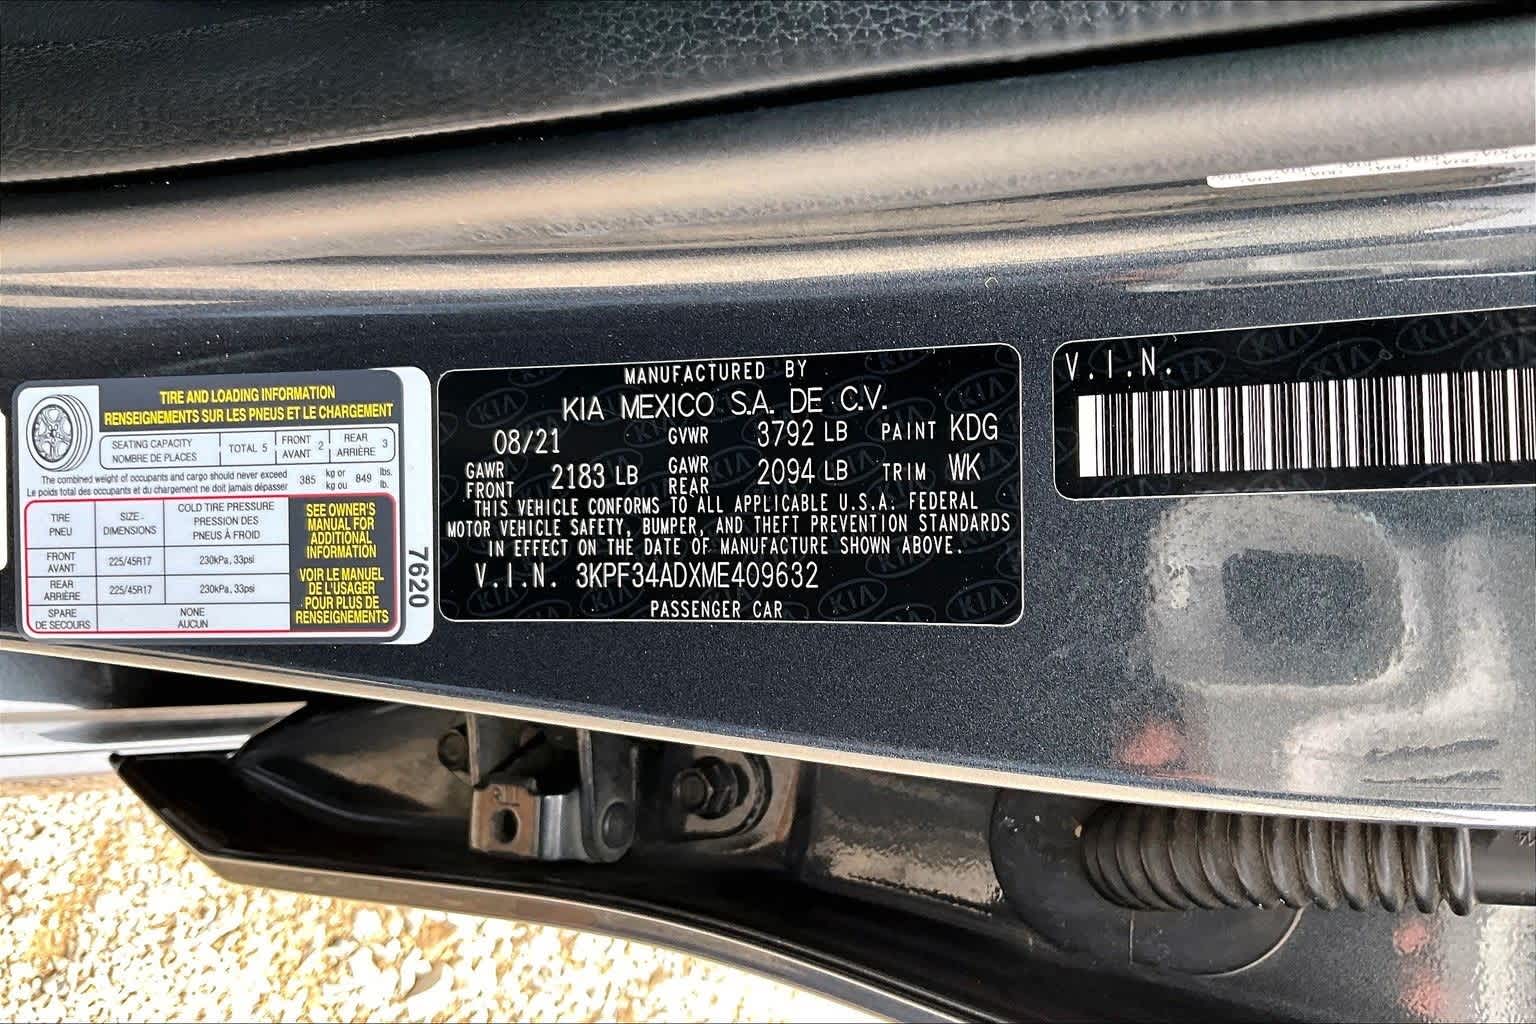 TIRE AND LOADING INFORMATION
RENSEIGNEMENTS SUR LES PNEUS ET LE CHARGEMENT
SEATING CAPACITY
NOMBRE DE PLACES
TOTAL 5
FRONT
AVANT
2
REAR
ARRIÈRE
3
The combined weight of occupants and cargo should never exceed
Le poids total des occupants et du chargement ne doit jamais dépasser
385
kg or
kg ou
849
lbs.
lb.
TIRE
PNEU
SIZE -
DIMENSIONS
COLD TIRE PRESSURE
PRESSION DES
PNEUS À FROID
FRONT
AVANT
225/45R17
230kPa, 33psi
REAR
ARRIÈRE
225/45R17
230kPa, 33psi
SPARE
DE SECOURS
NONE
AUCUN
SEE OWNER'S
MANUAL FOR
ADDITIONAL
INFORMATION
VOIR LE MANUEL
DE L'USAGER
POUR PLUS DE
RENSEIGNEMENTS
7620
MANUFACTURED BY
KIA MEXICO S.A. DE C.V.
08/21 GVWR 3792 LB PAINT KDG
GAWR
FRONT
2183 LB
GAWR
REAR
2094 LB TRIM WK
THIS VEHICLE CONFORMS TO ALL APPLICABLE U.S.A. FEDERAL
MOTOR VEHICLE SAFETY, BUMPER, AND THEFT PREVENTION STANDARDS
IN EFFECT ON THE DATE OF MANUFACTURE SHOWN ABOVE.
V.I.N. 3KPF34ADXME409632
PASSENGER CAR
V.I.N.